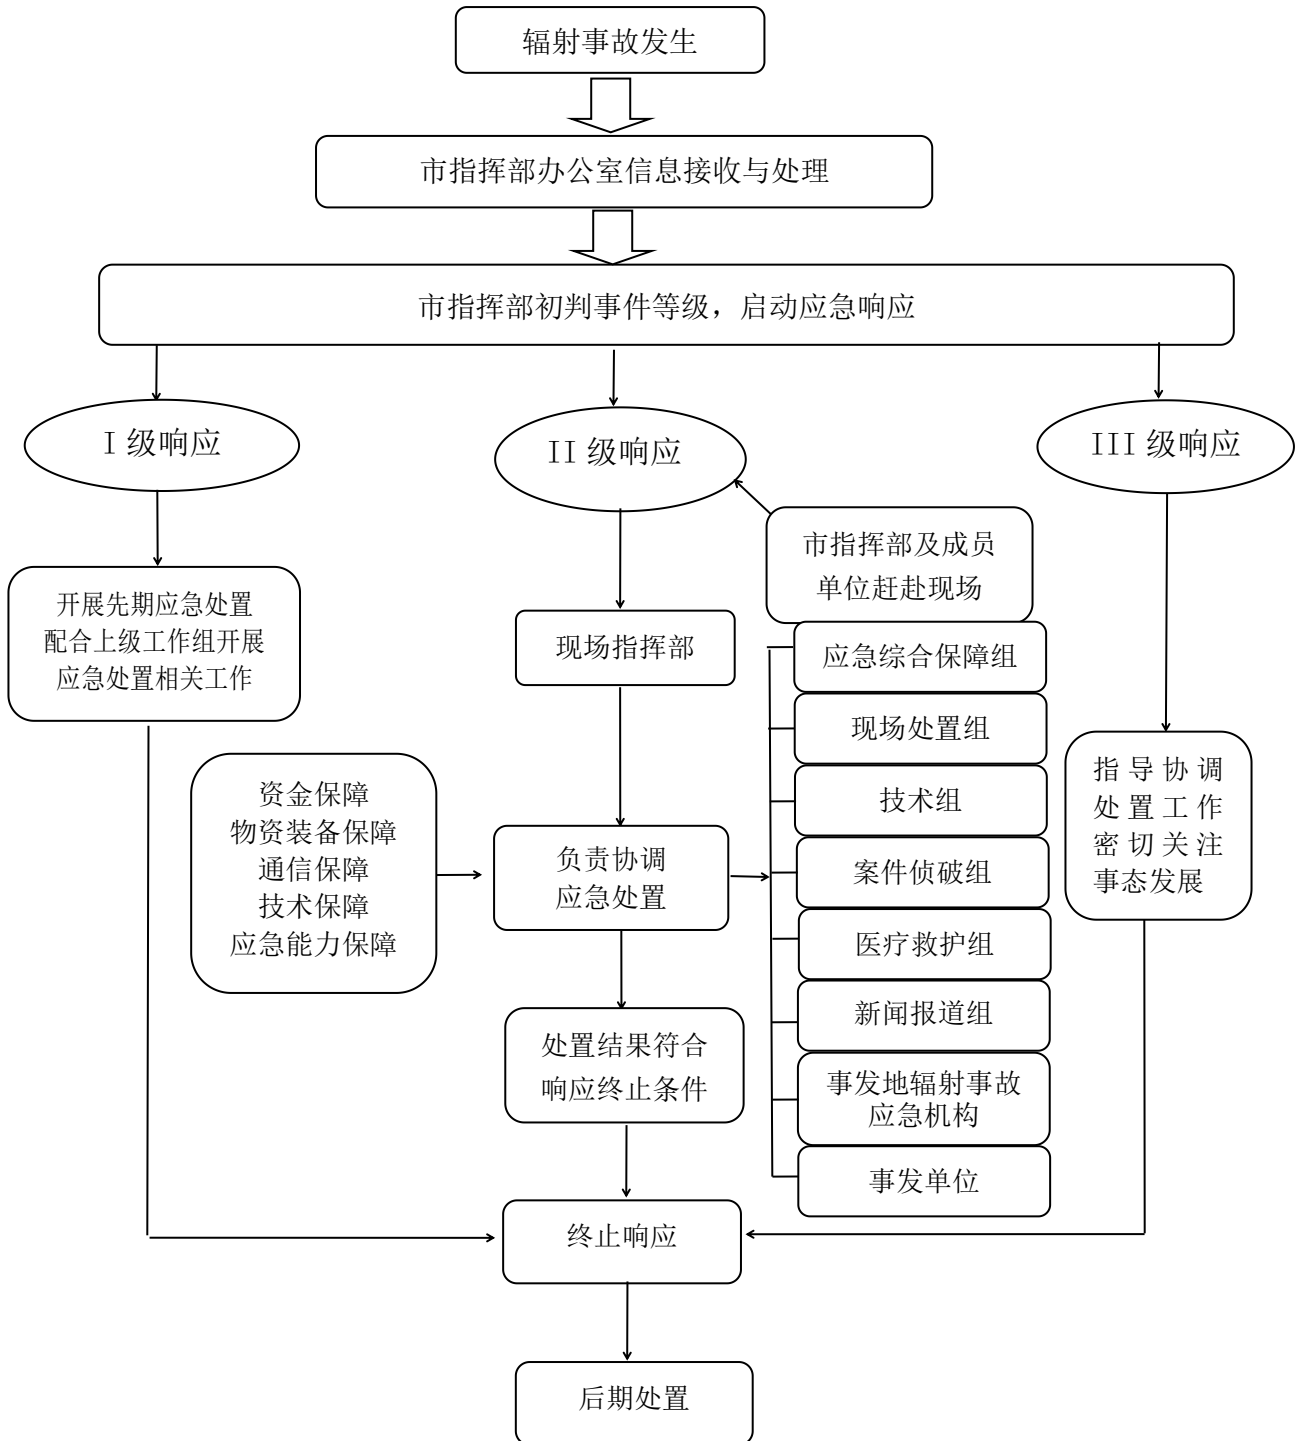 辐射事故发生
市指挥部办公室信息接收与处理
市指挥部初判事件等级，启动应急响应
I 级响应
II 级响应
III 级响应
市指挥部及成员
单位赶赴现场
开展先期应急处置
配合上级工作组开展
应急处置相关工作
现场指挥部
应急综合保障组
现场处置组
技术组
案件侦破组
医疗救护组
新闻报道组
事发地辐射事故
应急机构
事发单位
指导协调
处置工作
密切关注
事态发展
资金保障
物资装备保障
通信保障
技术保障
应急能力保障
负责协调
应急处置
处置结果符合
响应终止条件
终止响应
后期处置